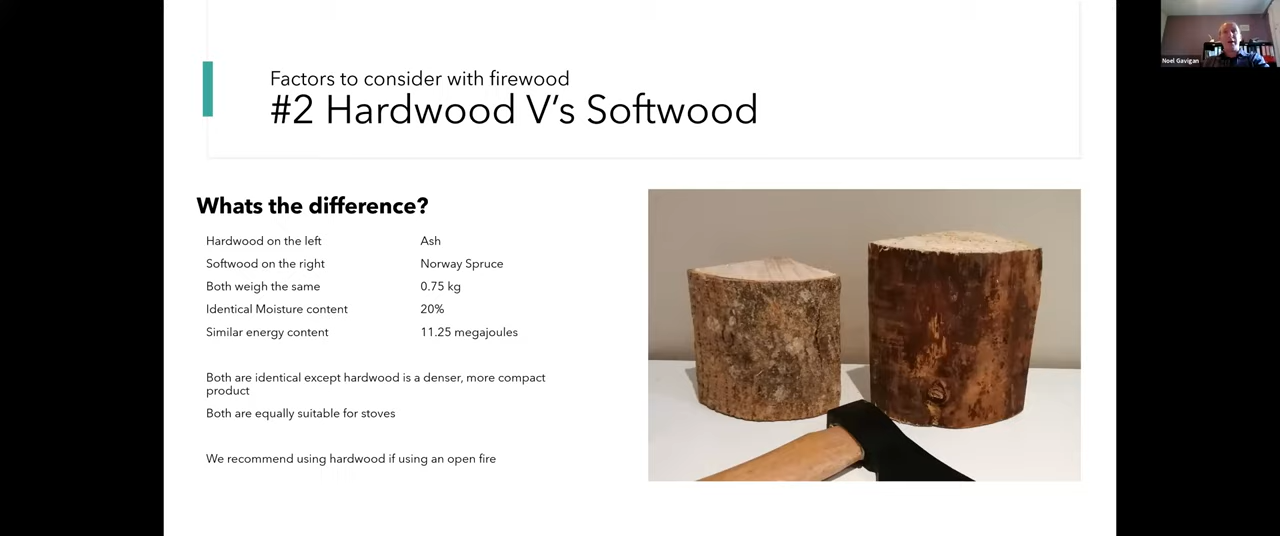 Factors to consider with firewood
#2 Hardwood V's Softwood
Whats the difference?
Hardwood on the left Ash
Softwood on the right Norway Spruce
Both weigh the same 0.75 kg
Identical Moisture content 20%
Similar energy content 11.25 megajoules
Both are identical except hardwood is a denser, more compact
product
Both are equally suitable for stoves
We recommend using hardwood if using an open fire
Noel Gavigan